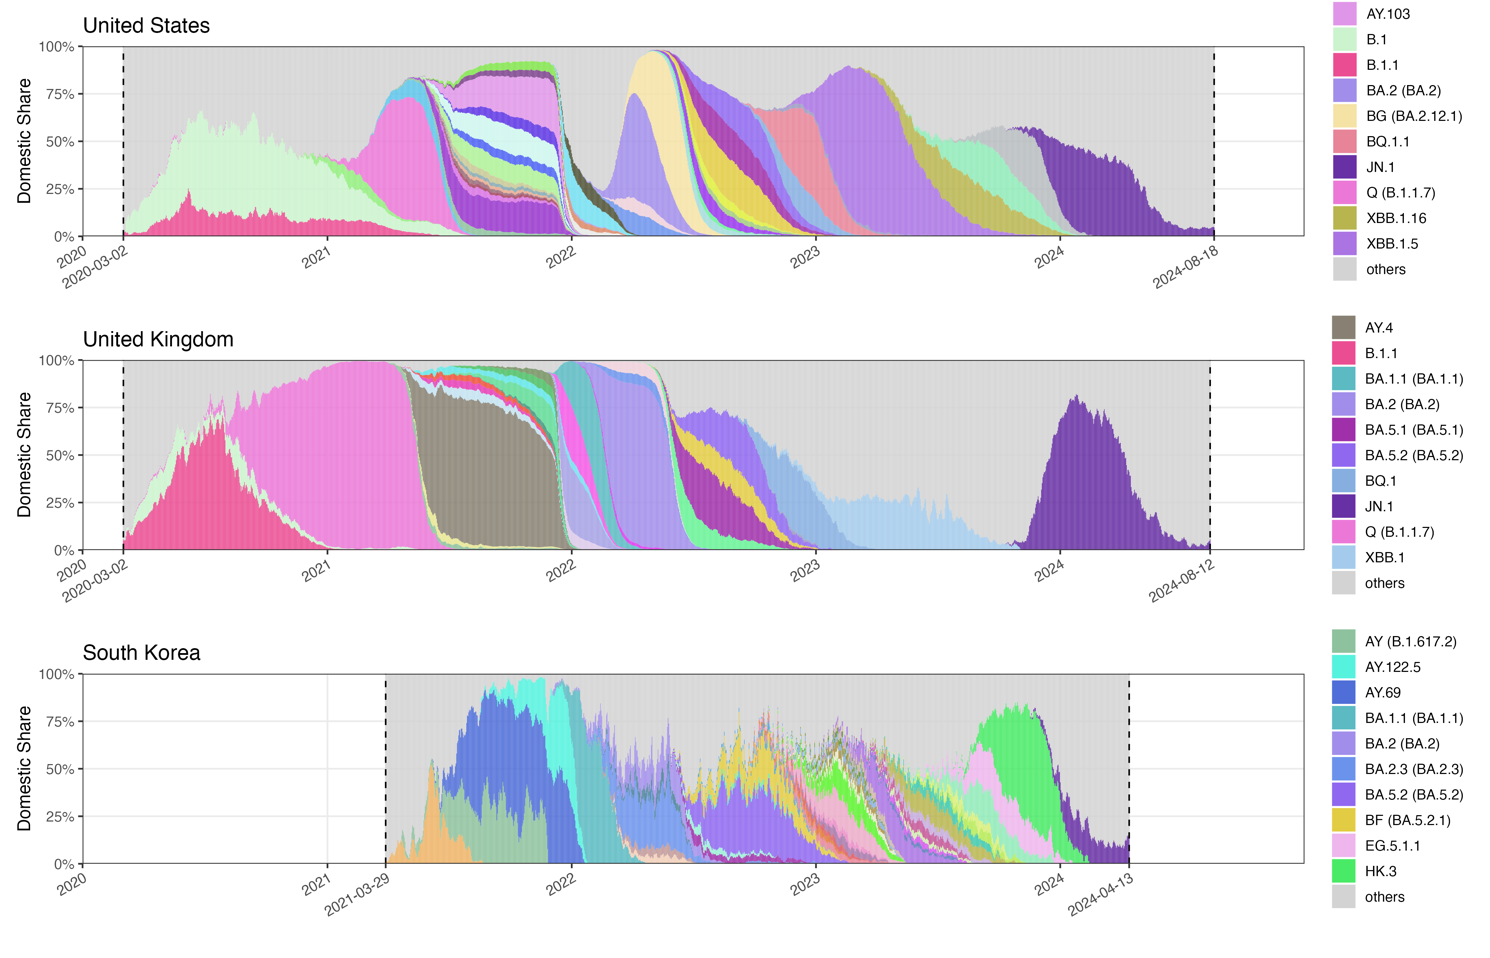 United States
Domestic Share
100%
75%
50%
25%
0%
2020
2020-03-02
2021
2022
2023
2024
2024-08-18
AY.103
B.1
B.1.1
BA.2 (BA.2)
BG (BA.2.12.1)
BQ.1.1
JN.1
Q (B.1.1.7)
XBB.1.16
XBB.1.5
others
United Kingdom
Domestic Share
100%
75%
50%
25%
0%
2020
2020-03-02
2021
2022
2023
2024
2024-08-12
AY.4
B.1.1
BA.1.1 (BA.1.1)
BA.2 (BA.2)
BA.5.1 (BA.5.1)
BA.5.2 (BA.5.2)
BQ.1
JN.1
Q (B.1.1.7)
XBB.1
others
South Korea
Domestic Share
100%
75%
50%
25%
0%
2020
2021
2021-03-29
2022
2023
2024
2024-04-13
AY (B.1.617.2)
AY.122.5
AY.69
BA.1.1 (BA.1.1)
BA.2 (BA.2)
BA.2.3 (BA.2.3)
BA.5.2 (BA.5.2)
BF (BA.5.2.1)
EG.5.1.1
HK.3
others